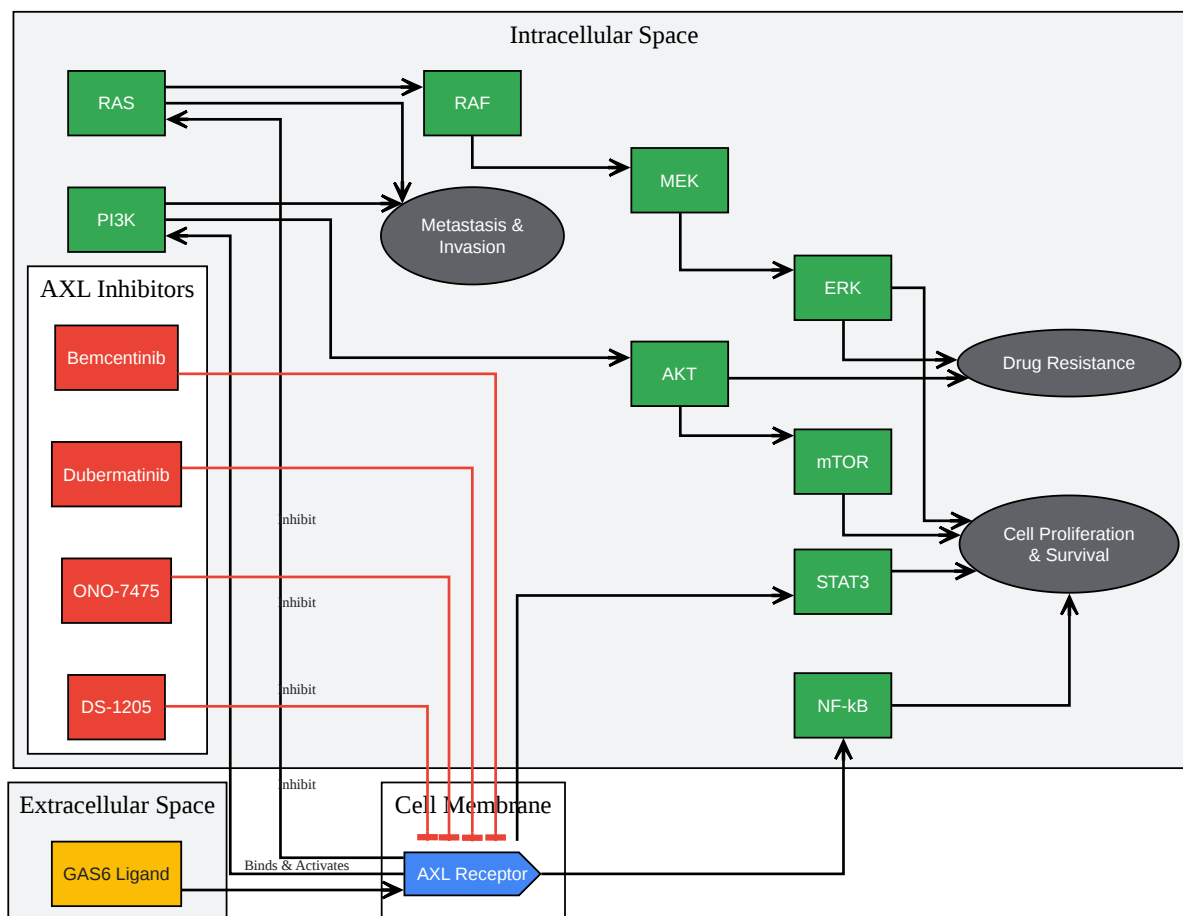 Intracellular Space
RAS
RAF
MEK
PI3K
Metastasis &
Invasion
ERK
AXL Inhibitors
Bemcentinib
Drug Resistance
AKT
mTOR
Dubermatinib
Inhibit
Cell Proliferation
& Survival
STAT3
ONO-7475
Inhibit
Inhibit
DS-1205
NF-kB
Inhibit
Extracellular Space
Cell Membrane
Binds & Activates
GAS6 Ligand
AXL Receptor